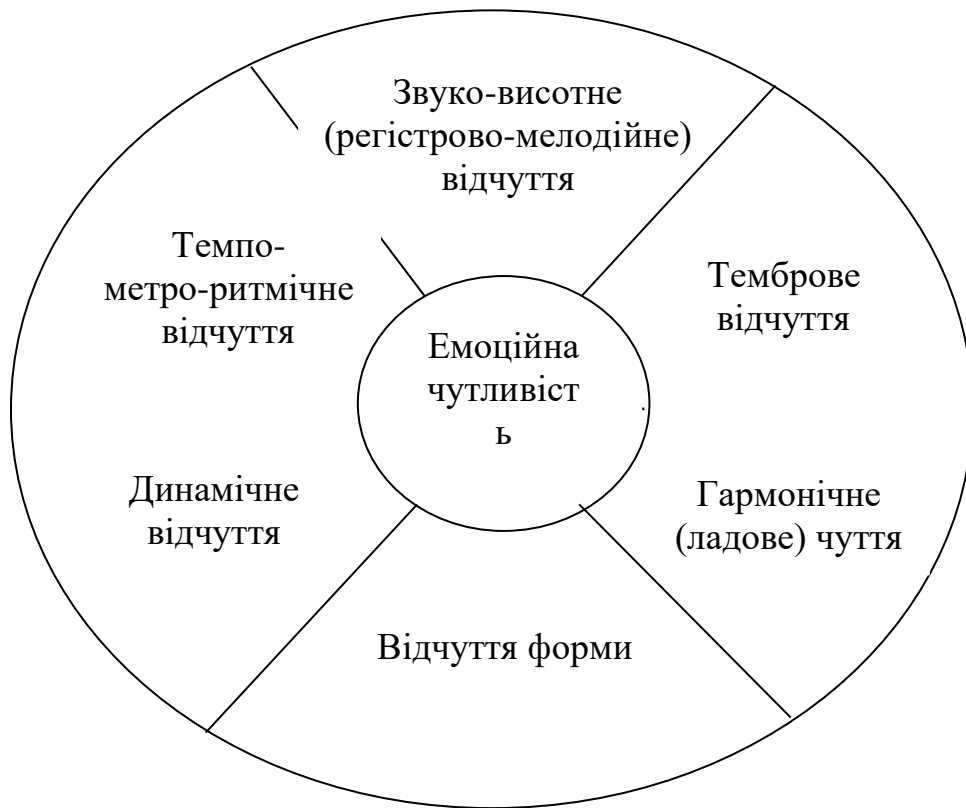 Звуко-висотне
(регістрово-мелодійне)
відчуття
Темпо-
метро-ритмічне
відчуття
Темброве
відчуття
Емоційна
чутливіст
ь
Динамічне
відчуття
Гармонічне
(ладове) чуття
Відчуття форми